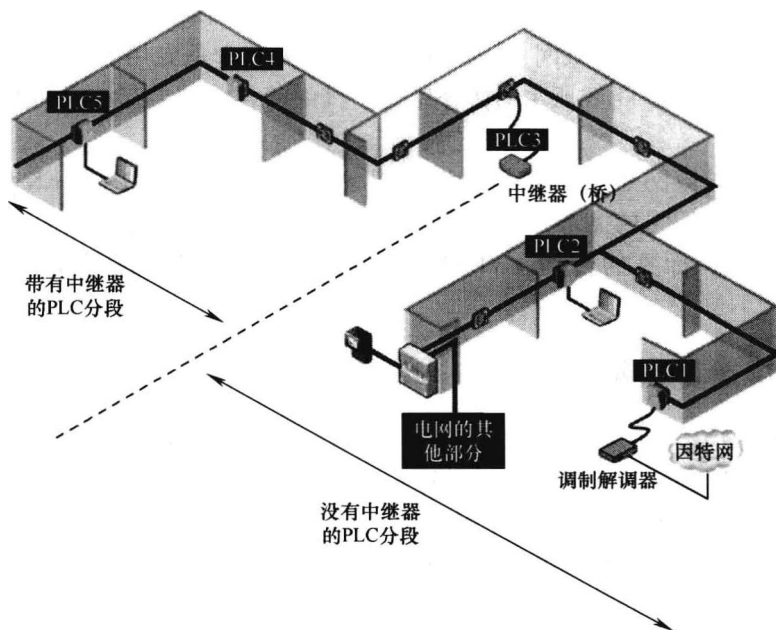 PLC4
PLC5
PLC3
中继器（桥）
PLC2
带有中继器
的PLC分段
PLC1
电网的其
他部分
因特网
调制解调器
没有中继器
的PLC分段